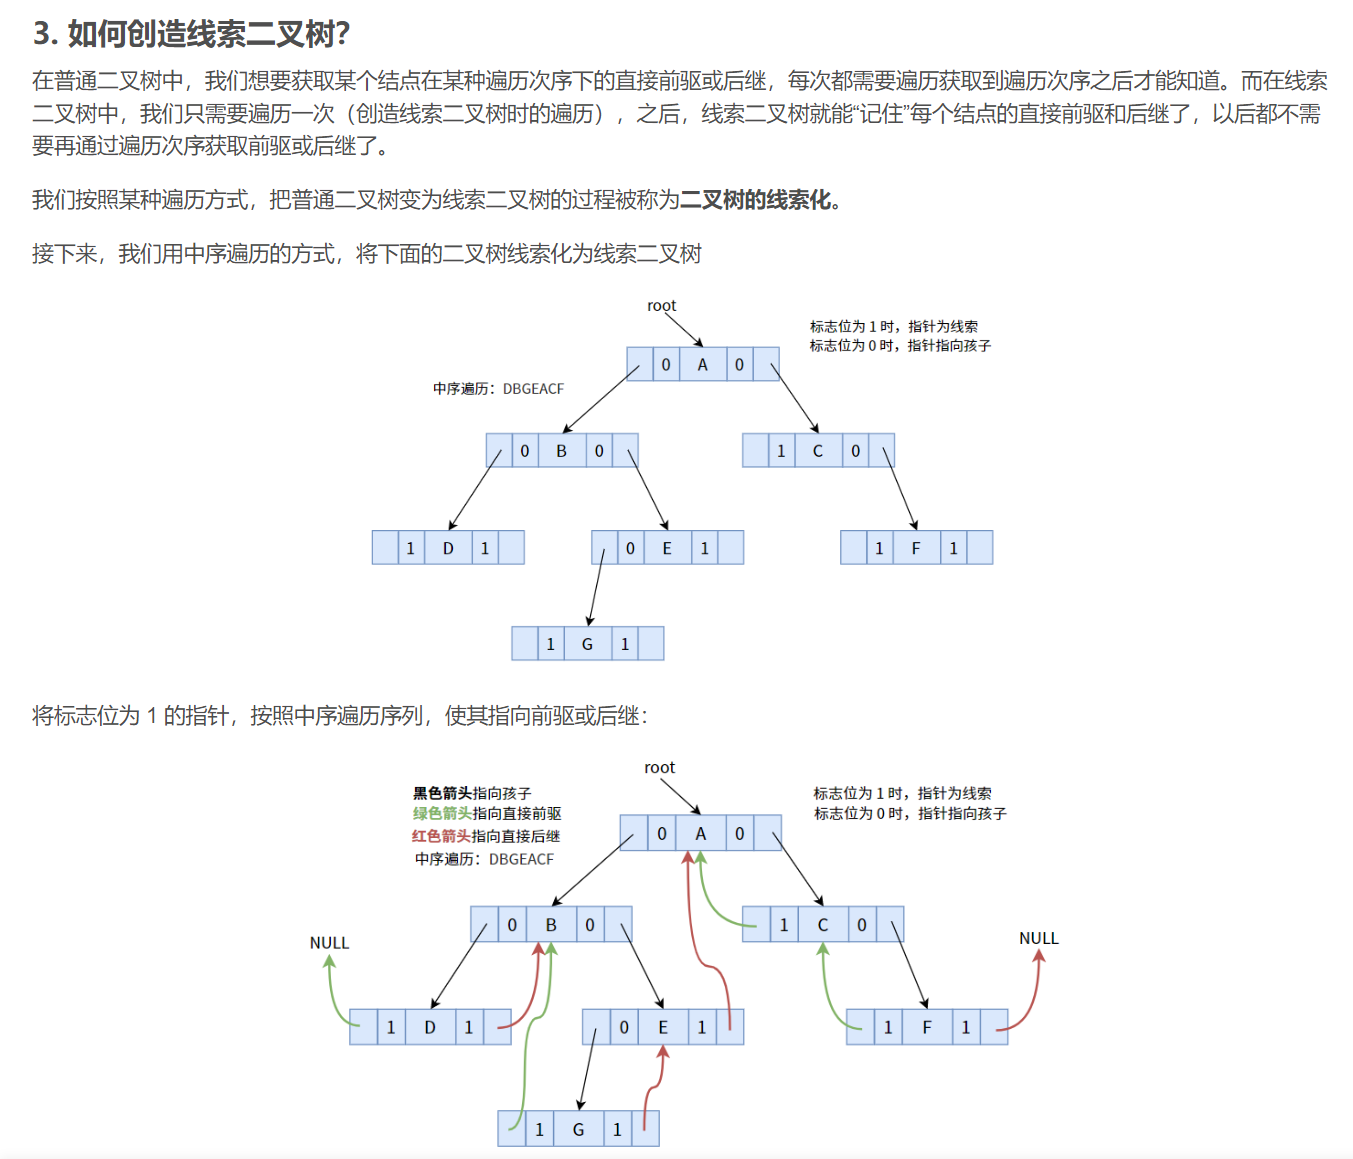 3. 如何创造线索二叉树？
在普通二叉树中，我们想要获取某个结点在某种遍历次序下的直接前驱或后继，每次都需要遍历获取到遍历次序之后才能知道。而在线索
二叉树中，我们只需要遍历一次（创造线索二叉树时的遍历），之后，线索二叉树就能“记住”每个结点的直接前驱和后继了，以后都不需
要再通过遍历次序获取前驱或后继了。
我们按照某种遍历方式，把普通二叉树变为线索二叉树的过程被称为二叉树的线索化。
接下来，我们用中序遍历的方式，将下面的二叉树线索化为线索二叉树
root
标志位为 1 时，指针为线索
标志位为 0 时，指针指向孩子
0 A 0
中序遍历：DBGEACF
0 B 0
1 C 0
1 D 1
0 E 1
1 F 1
1 G 1
将标志位为 1 的指针，按照中序遍历序列，使其指向前驱或后继：
root
黑色箭头指向孩子
标志位为 1 时，指针为线索
绿色箭头指向直接前驱
标志位为 0 时，指针指向孩子
红色箭头指向直接后继
0 A 0
中序遍历：DBGEACF
0 B 0
1 C 0
NULL
NULL
1 D 1
0 E 1
1 F 1
1 G 1